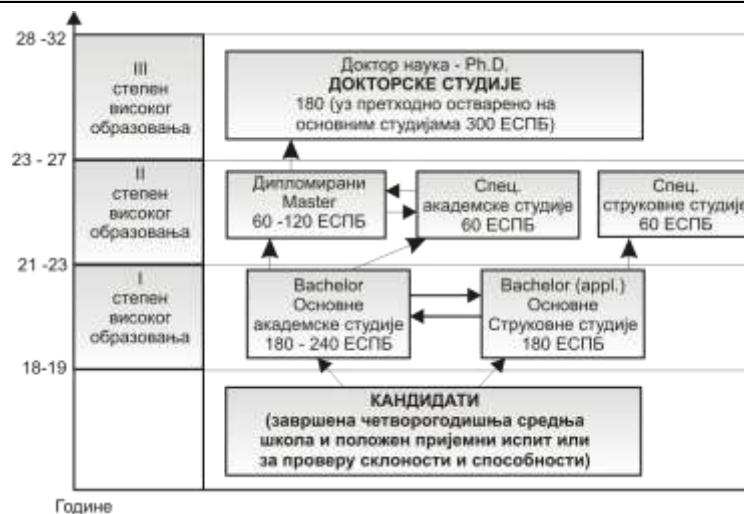 28 -32
III
степен
високог
образовања
Доктор наука - Ph.D.
ДОКТОРСКЕ СТУДИЈЕ
180 (уз претходно остварено на
основним студијама 300 ЕСПБ)
23 - 27
II
степен
високог
образовања
Дипломирани
Master
60 -120 ЕСПБ
Спец.
академске студије
60 ЕСПБ
Спец.
струковне студије
60 ЕСПБ
21 -23
I
степен
високог
образовања
Bachelor
Основне
академске студије
180 - 240 ЕСПБ
Bachelor (appl.)
Основне
Струковне студије
180 ЕСПБ
18-19
КАНДИДАТИ
(завршена четворогодишња средња
школа и положен пријемни испит или
за проверу склоности и способности)
Године